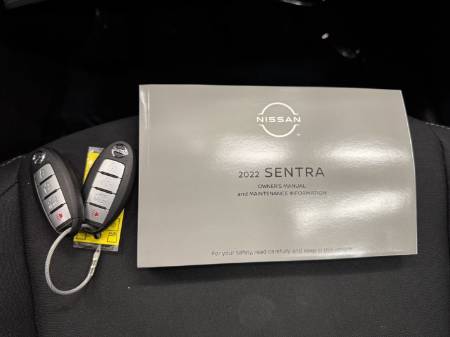 NISSAN
2022 SENTRA
OWNER'S MANUAL
and MAINTENANCE INFORMATION
For your safety, read carefully and keep in this vehicle.